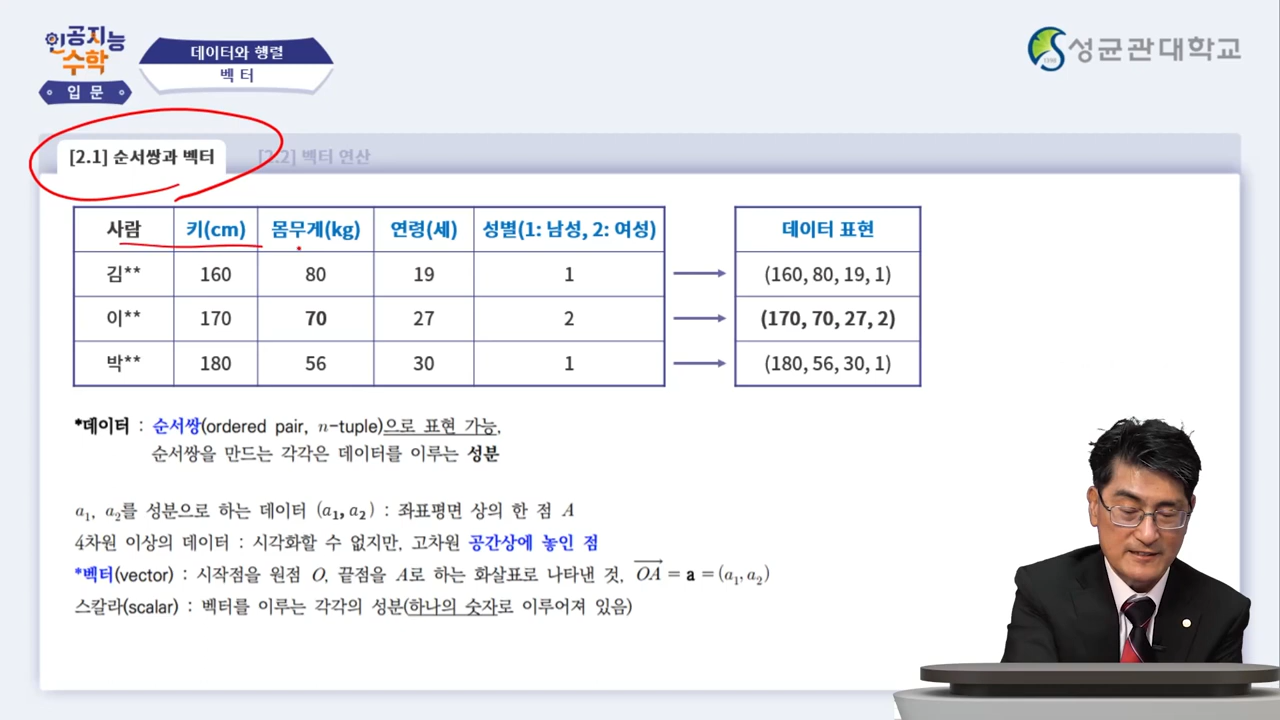 인공지능
수학
입 문
데이터와 행렬
벡 터
성균관대학교
[2.1] 순서쌍과 벡터
[2.2] 벡터 연산
사람 키(cm) 몸무게(kg) 연령(세) 성별(1: 남성, 2: 여성) 데이터 표현
김** 160 80 19 1 (160, 80, 19, 1)
이** 170 70 27 2 (170, 70, 27, 2)
박** 180 56 30 1 (180, 56, 30, 1)
*데이터 : 순서쌍(ordered pair, n-tuple)으로 표현 가능,
순서쌍을 만드는 각각은 데이터를 이루는 성분
a₁, a₂를 성분으로 하는 데이터 (a₁, a₂) : 좌표평면 상의 한 점 A
4차원 이상의 데이터 : 시각화할 수 없지만, 고차원 공간상에 놓인 점
*벡터(vector) : 시작점을 원점 O, 끝점을 A로 하는 화살표로 나타낸 것, OA⃗ = a = (a₁, a₂)
스칼라(scalar) : 벡터를 이루는 각각의 성분(하나의 숫자로 이루어져 있음)